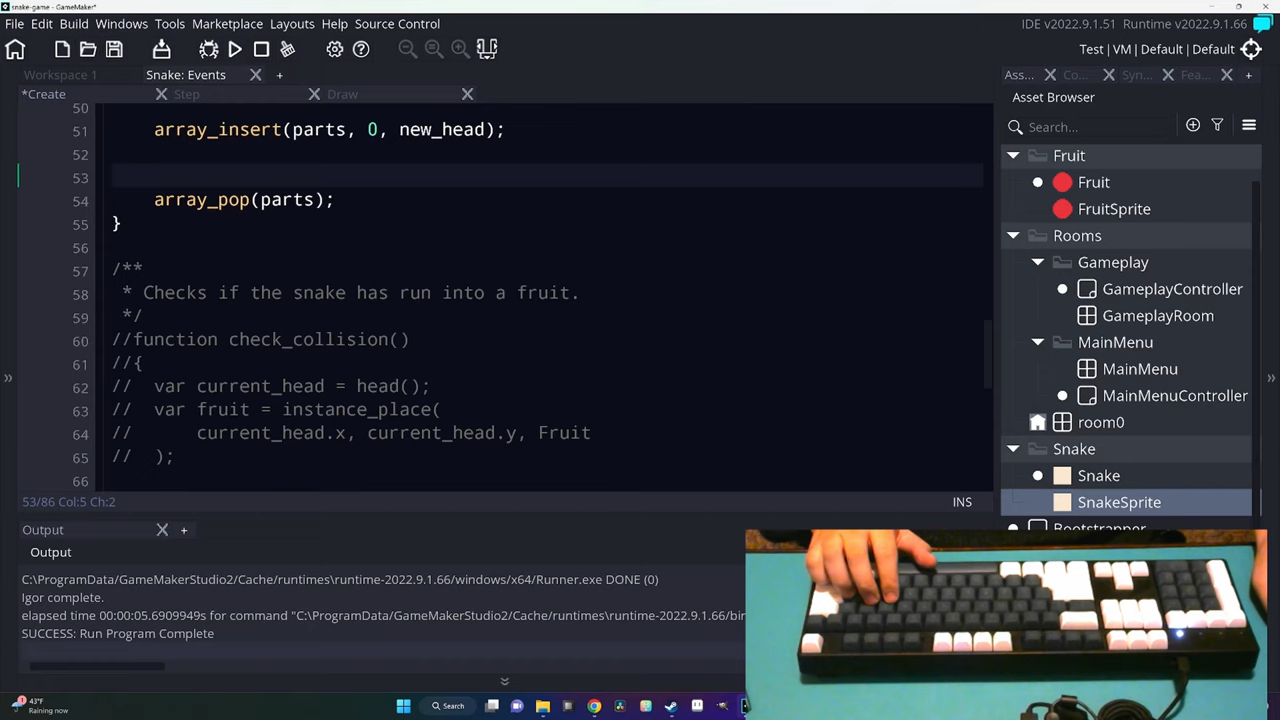 snake-game - GameMaker*
File Edit Build Windows Tools Marketplace Layouts Help Source Control
IDE v2022.9.1.51 Runtime v2022.9.1.66
Test | VM | Default | Default
Workspace 1
Snake: Events
*Create
Step
Draw
50
51 array_insert(parts, 0, new_head);
52
53
54 array_pop(parts);
55 }
56
57 /**
58 * Checks if the snake has run into a fruit.
59 */
60 //function check_collision()
61 //{
62 // var current_head = head();
63 // var fruit = instance_place(
64 // current_head.x, current_head.y, Fruit
65 // );
66
53/86 Col:5 Ch:2
INS
Output
Output
C:\ProgramData/GameMakerStudio2/Cache/runtimes\runtime-2022.9.1.66/windows/x64/Runner.exe DONE (0)
Igor complete.
elapsed time 00:00:05.6909949s for command "C:\ProgramData/GameMakerStudio2/Cache/runtimes\runtime-2022.9.1.66/bin
SUCCESS: Run Program Complete
Ass... Co... Syn... Fea...
Asset Browser
Search...
Fruit
Fruit
FruitSprite
Rooms
Gameplay
GameplayController
GameplayRoom
MainMenu
MainMenu
MainMenuController
room0
Snake
Snake
SnakeSprite
Bootstrapper
43°F
Raining now
Search